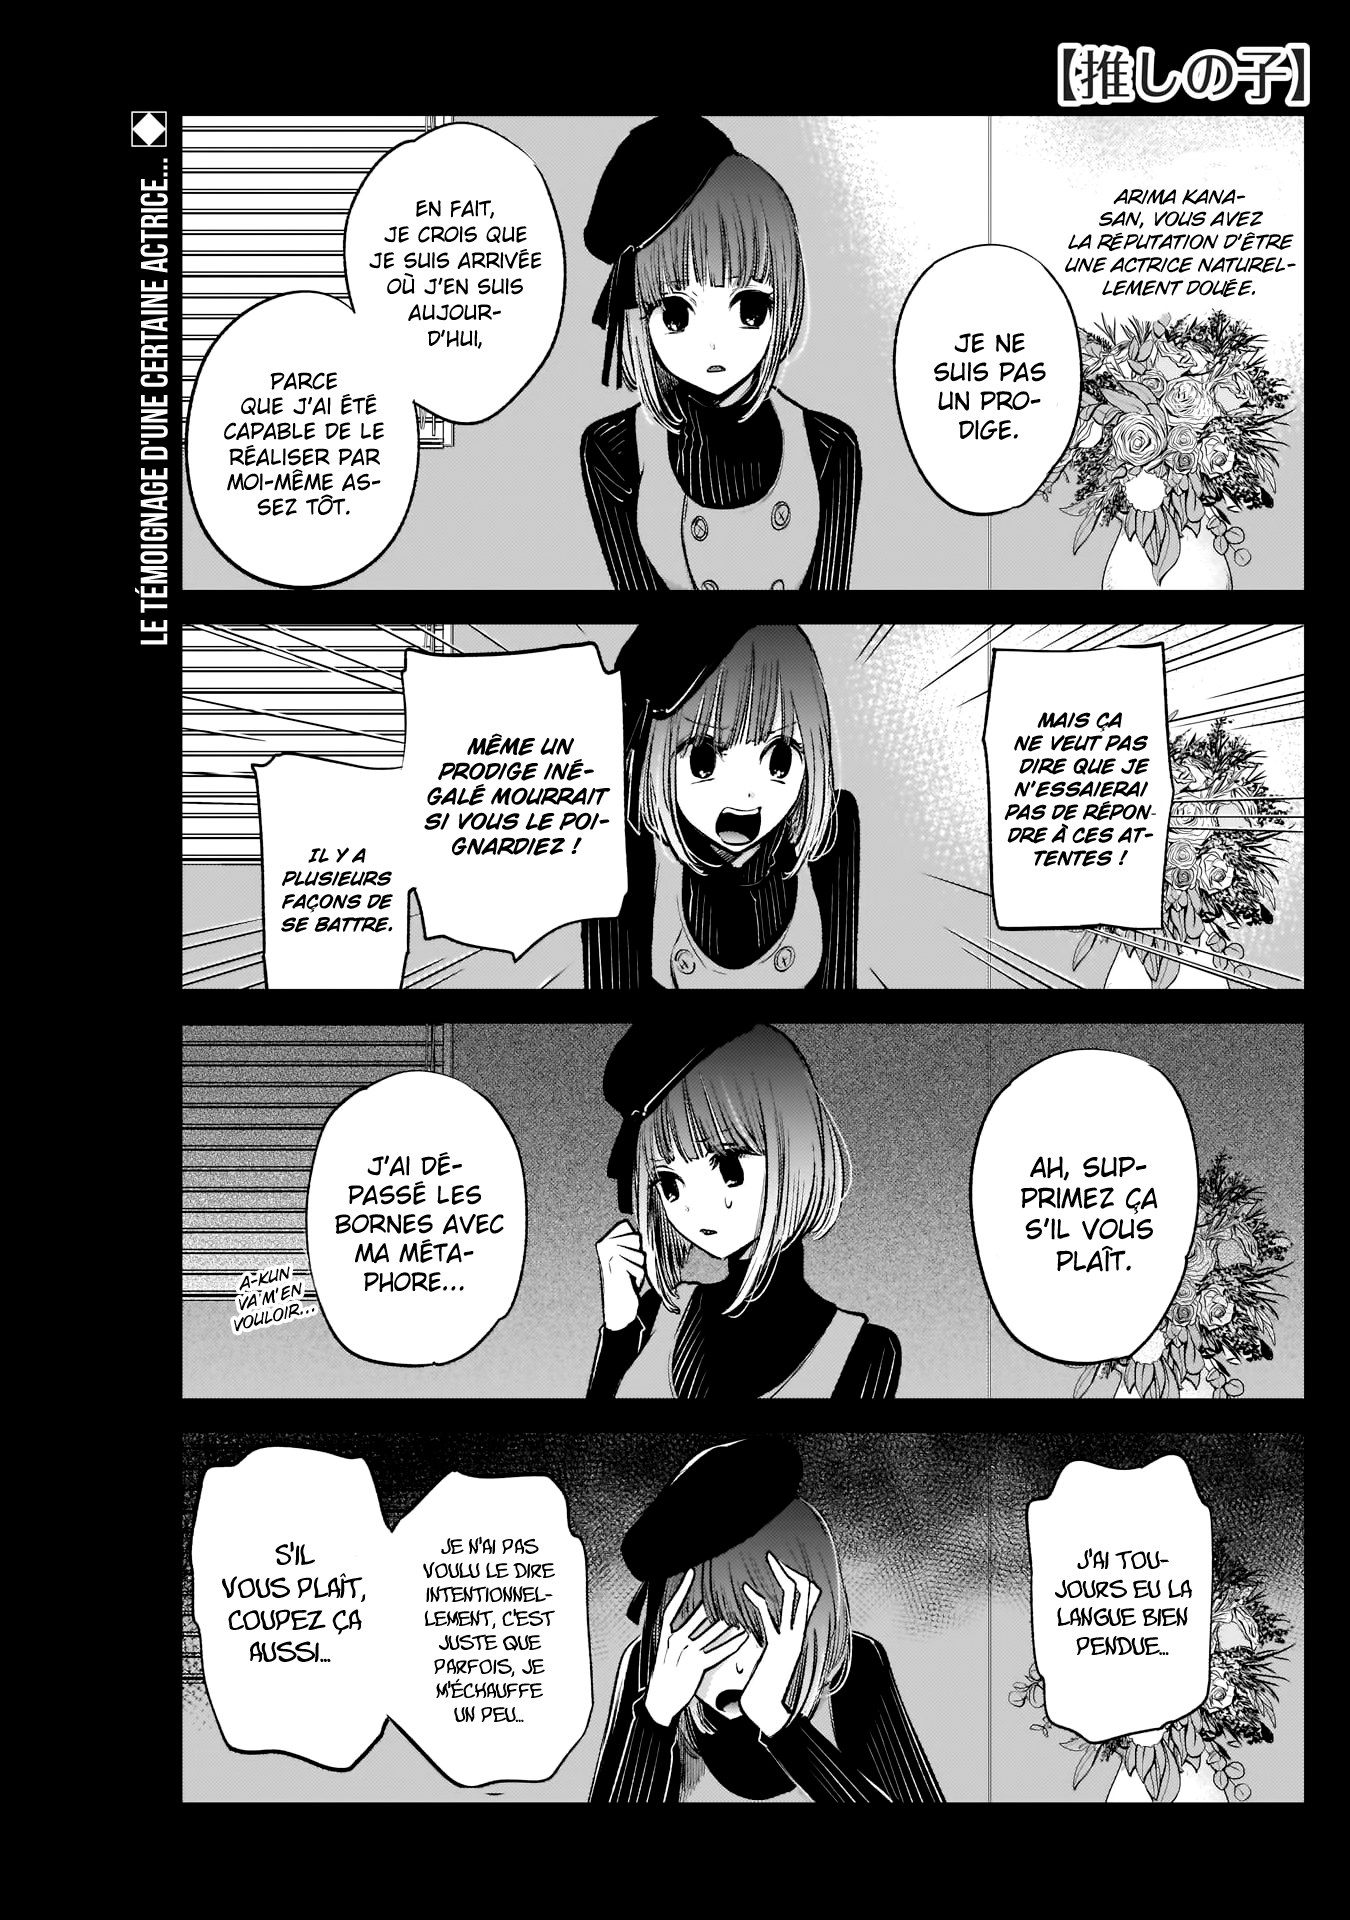 【推しの子】
LE TÉMOIGNAGE D'UNE CERTAINE ACTRICE...
ARIMA KANA-
SAN, VOUS AVEZ
LA RÉPUTATION D'ÊTRE
UNE ACTRICE NATUREL-
LEMENT DOUÉE.
JE NE
SUIS PAS
UN PRO-
DIGE.
EN FAIT,
JE CROIS QUE
JE SUIS ARRIVÉE
OÙ J'EN SUIS
AUJOUR-
D'HUI,
PARCE
QUE J'AI ÉTÉ
CAPABLE DE LE
RÉALISER PAR
MOI-MÊME AS-
SEZ TÔT.
MAIS ÇA
NE VEUT PAS
DIRE QUE JE
N'ESSAIERAI
PAS DE RÉPON-
DRE À CES AT-
TENTES !
MÊME UN
PRODIGE INÉ-
GALÉ MOURRAIT
SI VOUS LE POI-
GNARDIEZ !
IL Y A
PLUSIEURS
FAÇONS DE
SE BATTRE.
AH, SUP-
PRIMEZ ÇA
S'IL VOUS
PLAÎT.
J'AI DÉ-
PASSÉ LES
BORNES AVEC
MA MÉTA-
PHORE...
A-KUN
VA M'EN
VOULOIR...
J'AI TOU-
JOURS EU LA
LANGUE BIEN
PENDUE...
JE N'AI PAS
VOULU LE DIRE
INTENTIONNEL-
LEMENT, C'EST
JUSTE QUE
PARFOIS, JE
M'ÉCHAUFFE
UN PEU...
S'IL
VOUS PLAÎT,
COUPEZ ÇA
AUSSI...